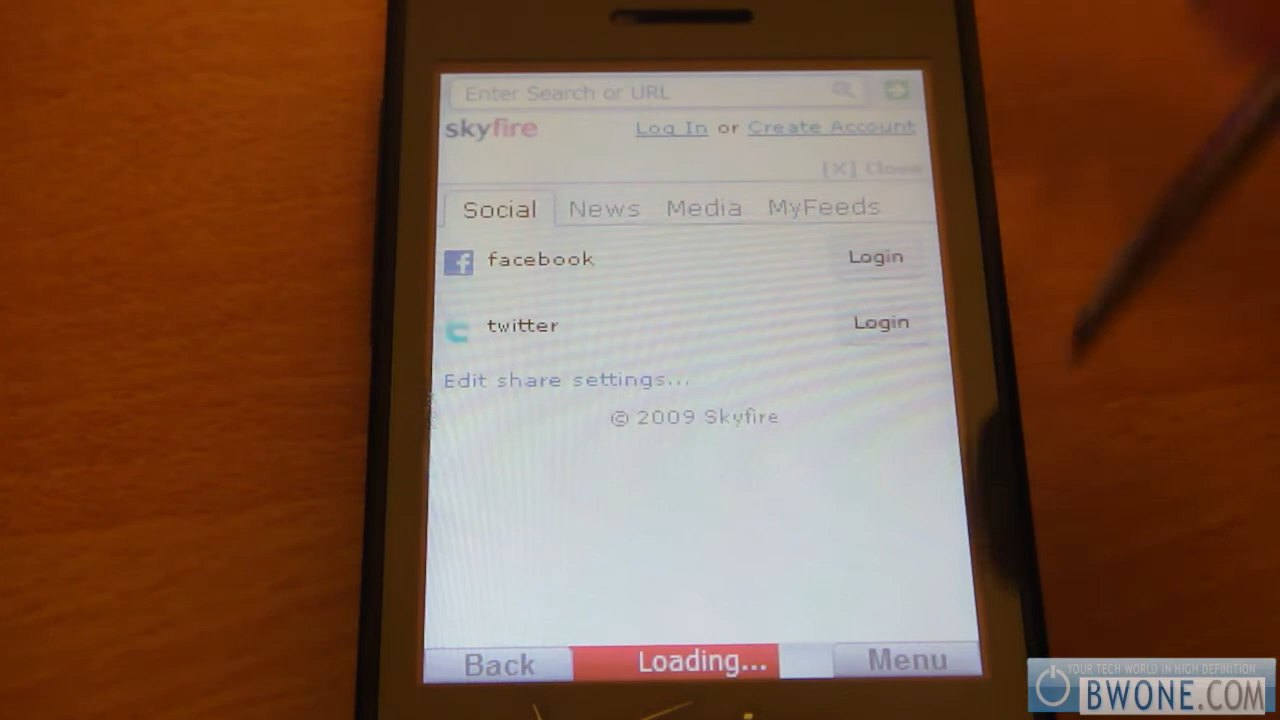 Enter Search or URL
skyfire
Log In or Create Account
[X] Close
Social News Media MyFeeds
f facebook Login
t twitter Login
Edit share settings...
© 2009 Skyfire
Back Loading... Menu
YOUR TECH WORLD IN HIGH DEFINITION
BWONE.COM